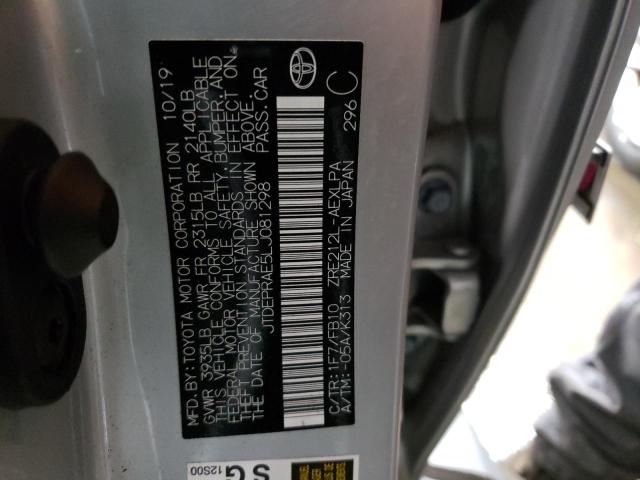 MFD. BY: TOYOTA MOTOR CORPORATION 10/19
GVWR 3935LB GAWR FR 2315LB RR 2140LB
THIS VEHICLE CONFORMS TO ALL APPLICABLE
FEDERAL MOTOR VEHICLE SAFETY, BUMPER, AND
THEFT PREVENTION STANDARDS IN EFFECT ON
THE DATE OF MANUFACTURE SHOWN ABOVE.
JTDEPRAE5LJ081298 PASS. CAR
C/TR: 1F7/FB10 ZRE212L-AEXLPA 296 C
A/TM: -05A/K313 MADE IN JAPAN
SG
12S00